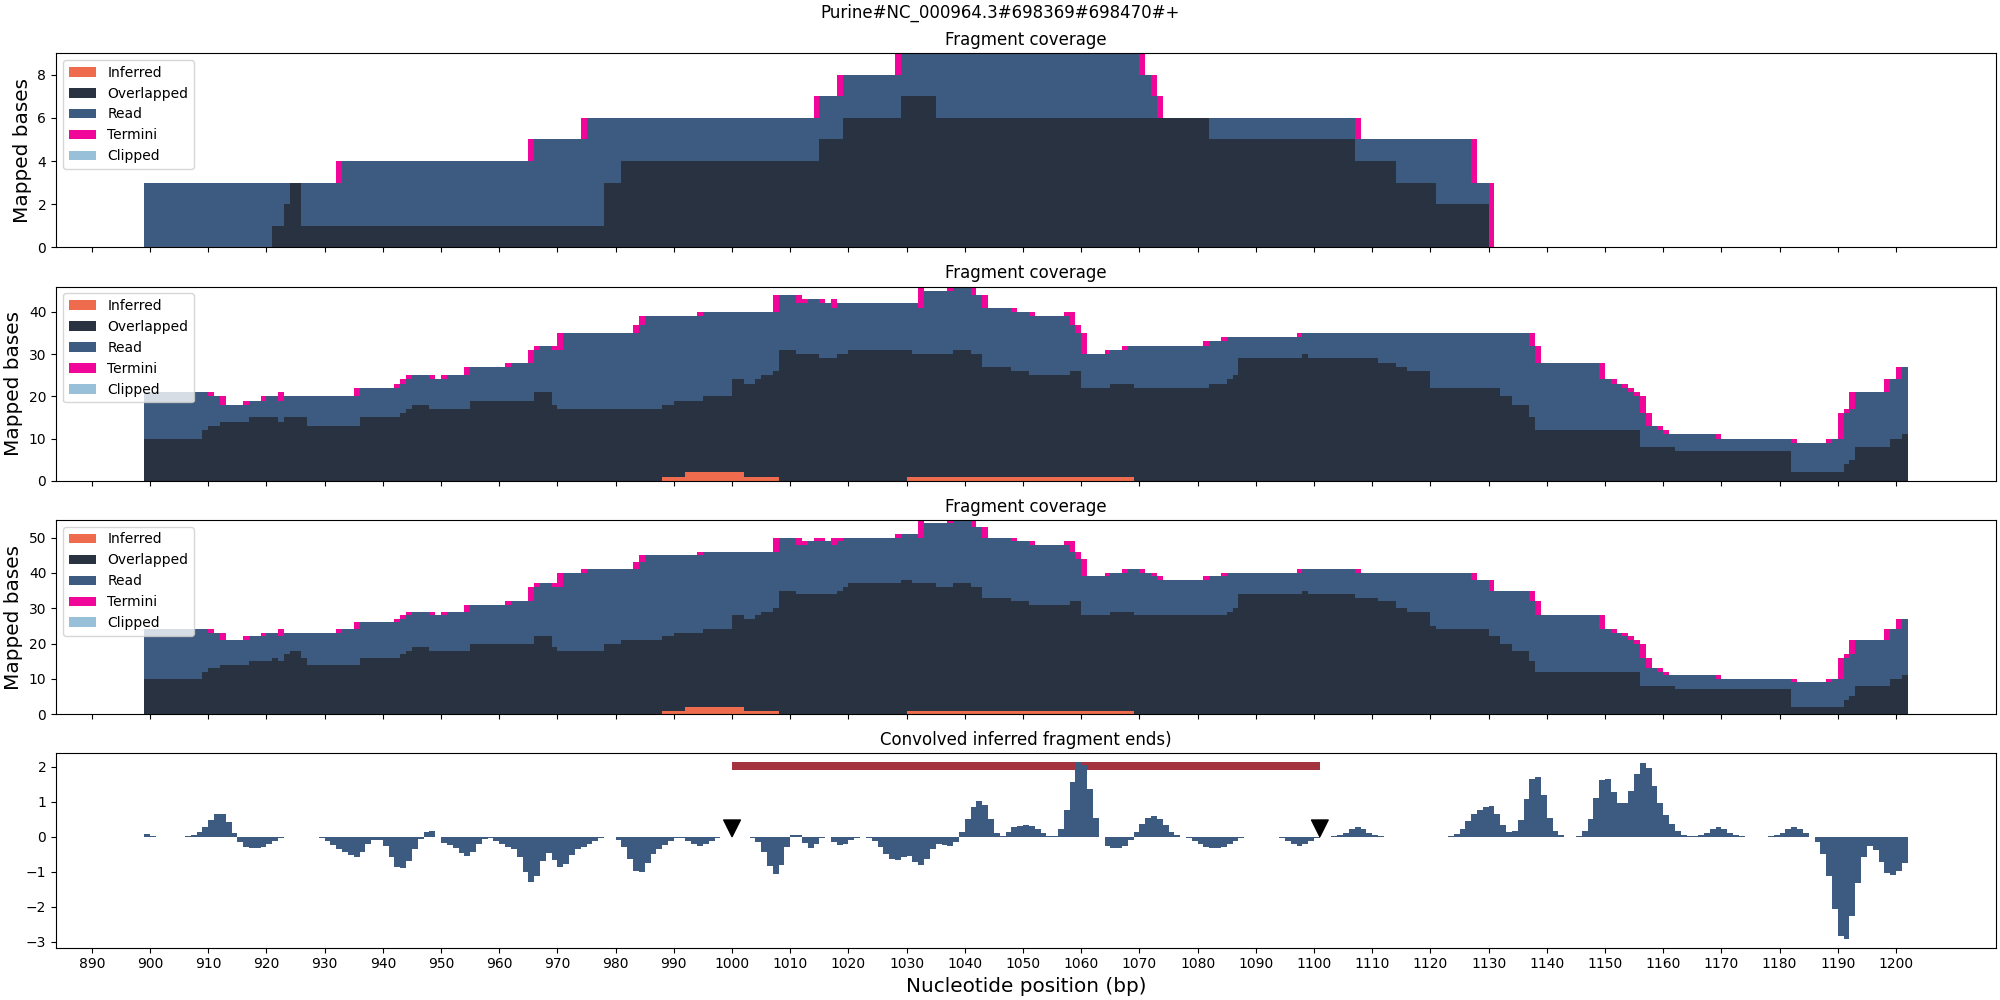 Purine#NC_000964.3#698369#698470#+
Fragment coverage
Mapped bases
8
6
4
2
0
Inferred
Overlapped
Read
Termini
Clipped
Fragment coverage
Mapped bases
40
30
20
10
0
Inferred
Overlapped
Read
Termini
Clipped
Fragment coverage
Mapped bases
50
40
30
20
10
0
Inferred
Overlapped
Read
Termini
Clipped
Convolved inferred fragment ends)
2
1
0
−1
−2
−3
890 900 910 920 930 940 950 960 970 980 990 1000 1010 1020 1030 1040 1050 1060 1070 1080 1090 1100 1110 1120 1130 1140 1150 1160 1170 1180 1190 1200
Nucleotide position (bp)